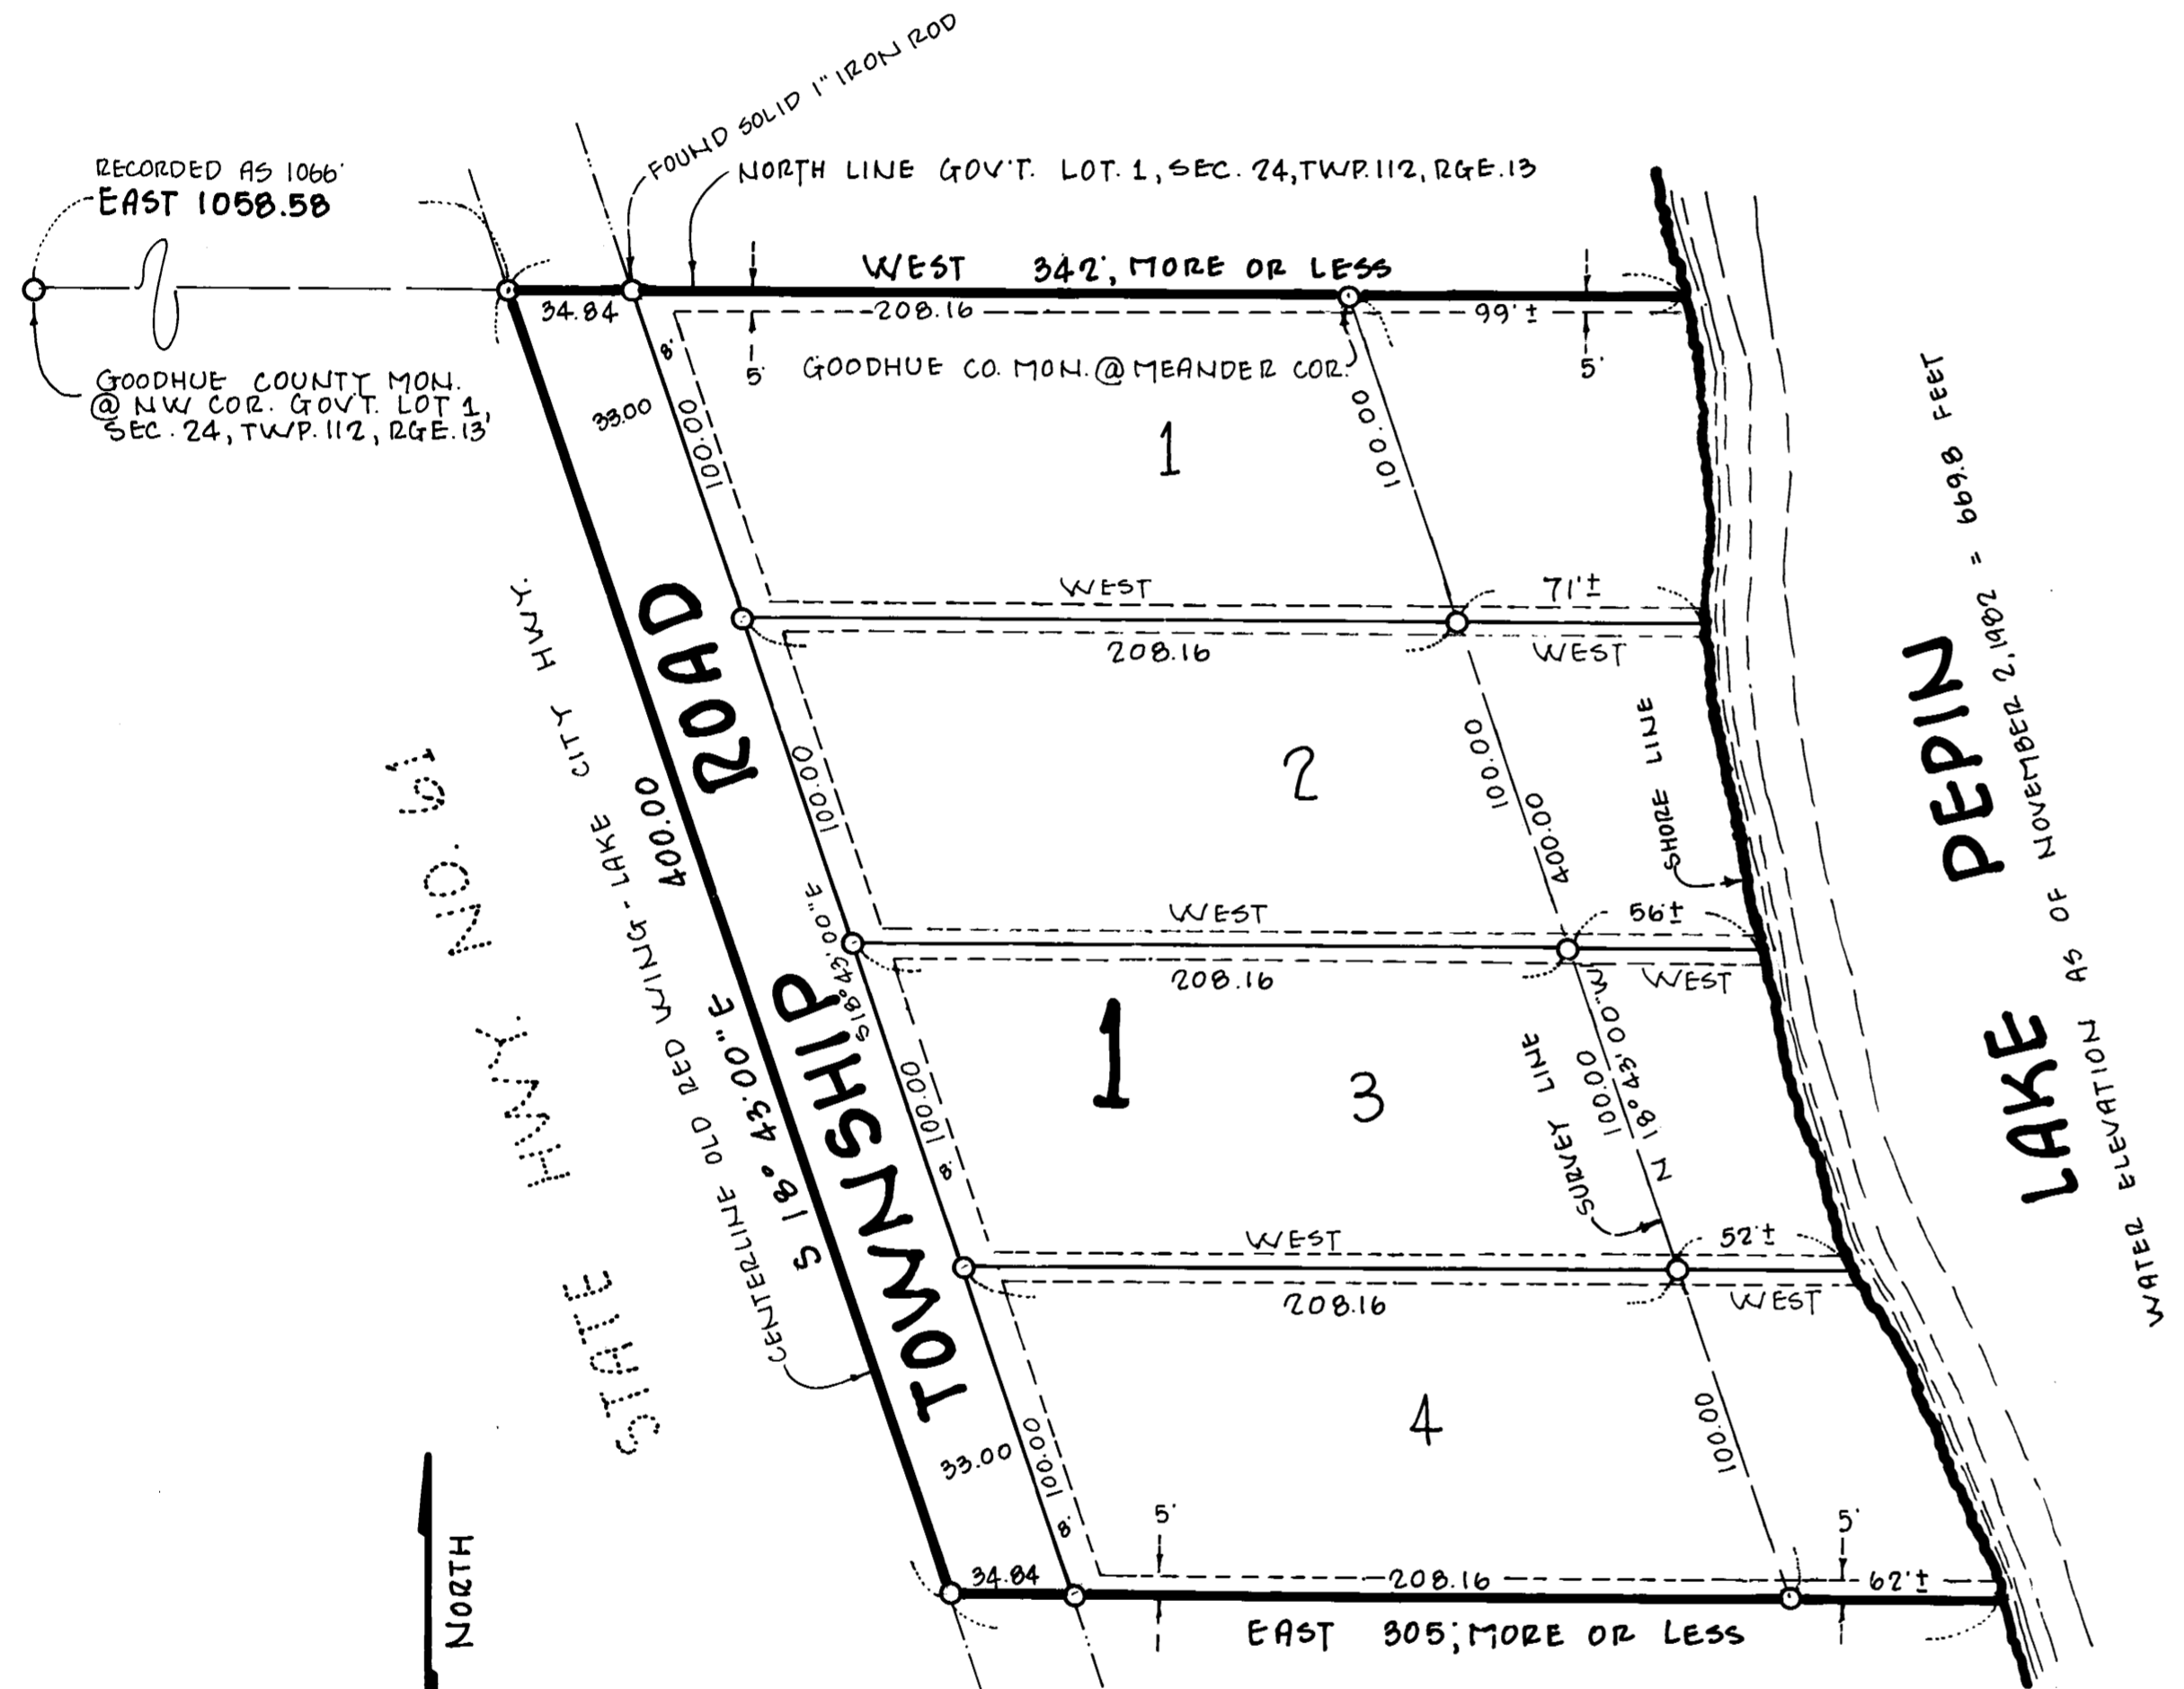 FOUND SOLID 1" IRON ROD
RECORDED AS 1066'
EAST 1058.58
NORTH LINE GOV'T. LOT. 1, SEC. 24, TWP. 112, RGE. 13
WEST 342', MORE OR LESS
34.84
208.16
99'±
8'
5'
GOODHUE CO. MON. @ MEANDER COR.
5'
GOODHUE COUNTY MON.
@ NW COR. GOV'T. LOT 1,
SEC. 24, TWP. 112, RGE. 13
33.00
100.00
1
100.00
WEST
71'±
208.16
WEST
100.00
2
100.00
400.00
SHORE LINE
WEST
56'±
208.16
WEST
S 18° 43' 00" E
100.00
8'
1
3
SURVEY LINE
100.00
N 18° 43' 00" W
WEST
52'±
208.16
WEST
33.00
100.00
8'
4
100.00
5'
5'
34.84
208.16
62'±
EAST 305', MORE OR LESS
TOWNSHIP ROAD
400.00
S 18° 43' 00" E
CENTERLINE OLD RED WING - LAKE CITY HWY.
STATE HWY. NO. 61
NORTH
LAKE PEPIN
WATER ELEVATION AS OF NOVEMBER 2, 1982 = 669.8 FEET